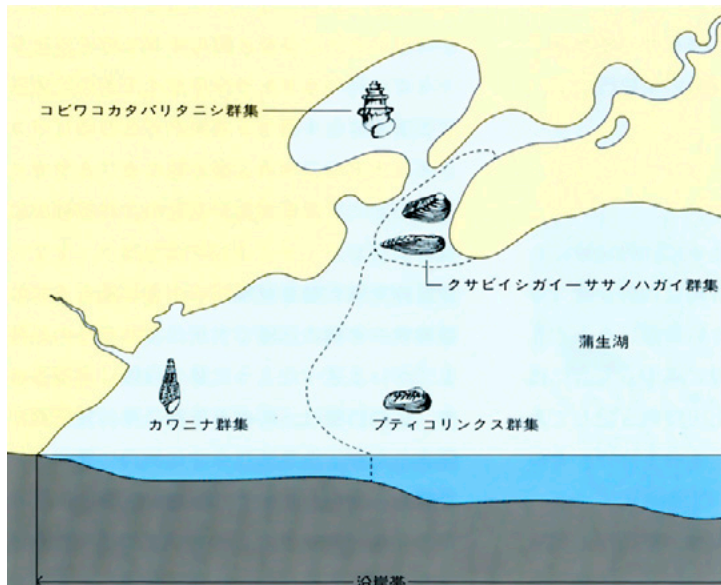 コビワコカタバリタニシ群集
クサビイシガイーササノハガイ群集
蒲生湖
カワニナ群集
プティコリンクス群集
沿岸帯